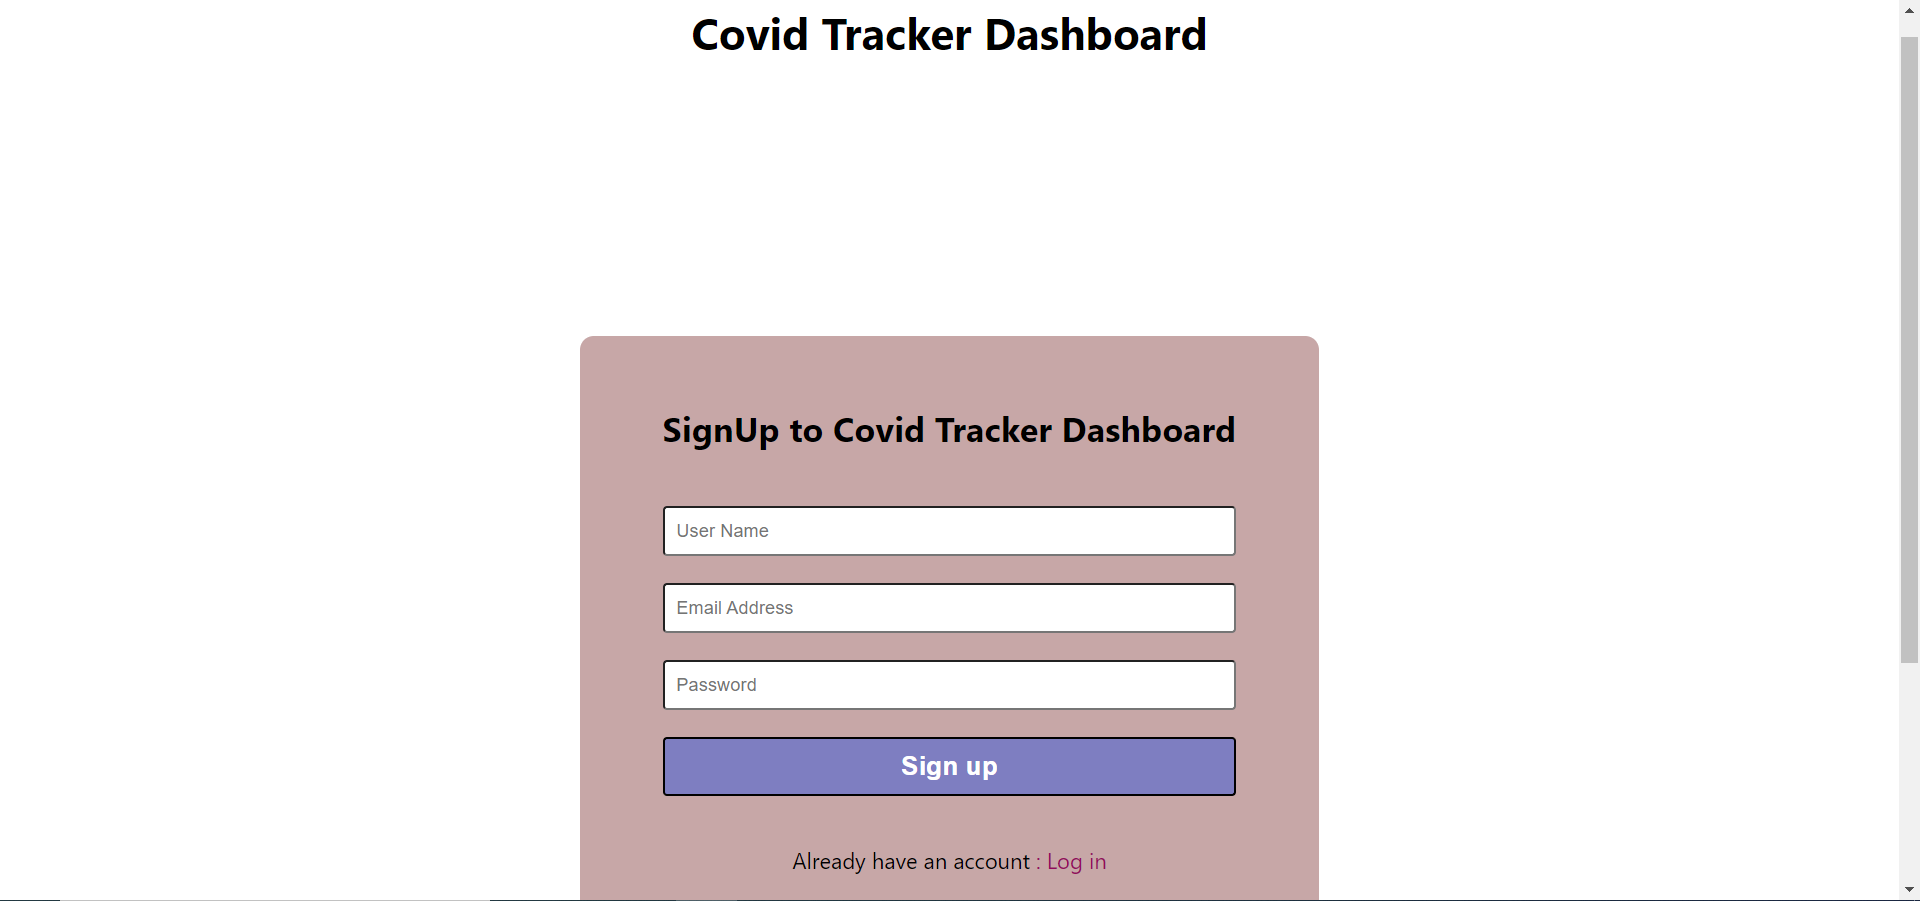 Covid Tracker Dashboard
SignUp to Covid Tracker Dashboard
User Name
Email Address
Password
Sign up
Already have an account : Log in